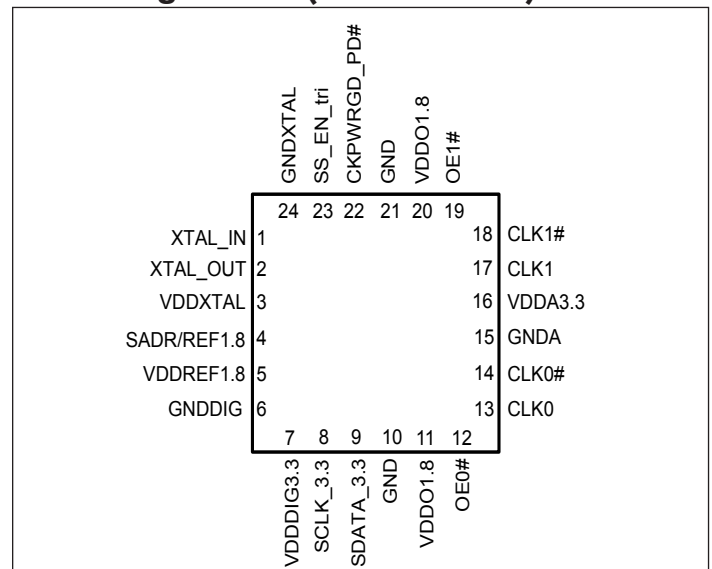 GNDXTAL
SS_EN_tri
CKPWRGD_PD#
GND
VDDO1.8
OE1#
24 23 22 21 20 19
XTAL_IN 1
XTAL_OUT 2
VDDXTAL 3
SADR/REF1.8 4
VDDREF1.8 5
GNDDIG 6
18 CLK1#
17 CLK1
16 VDDA3.3
15 GNDA
14 CLK0#
13 CLK0
7 8 9 10 11 12
VDDDIG3.3
SCLK_3.3
SDATA_3.3
GND
VDDO1.8
OE0#